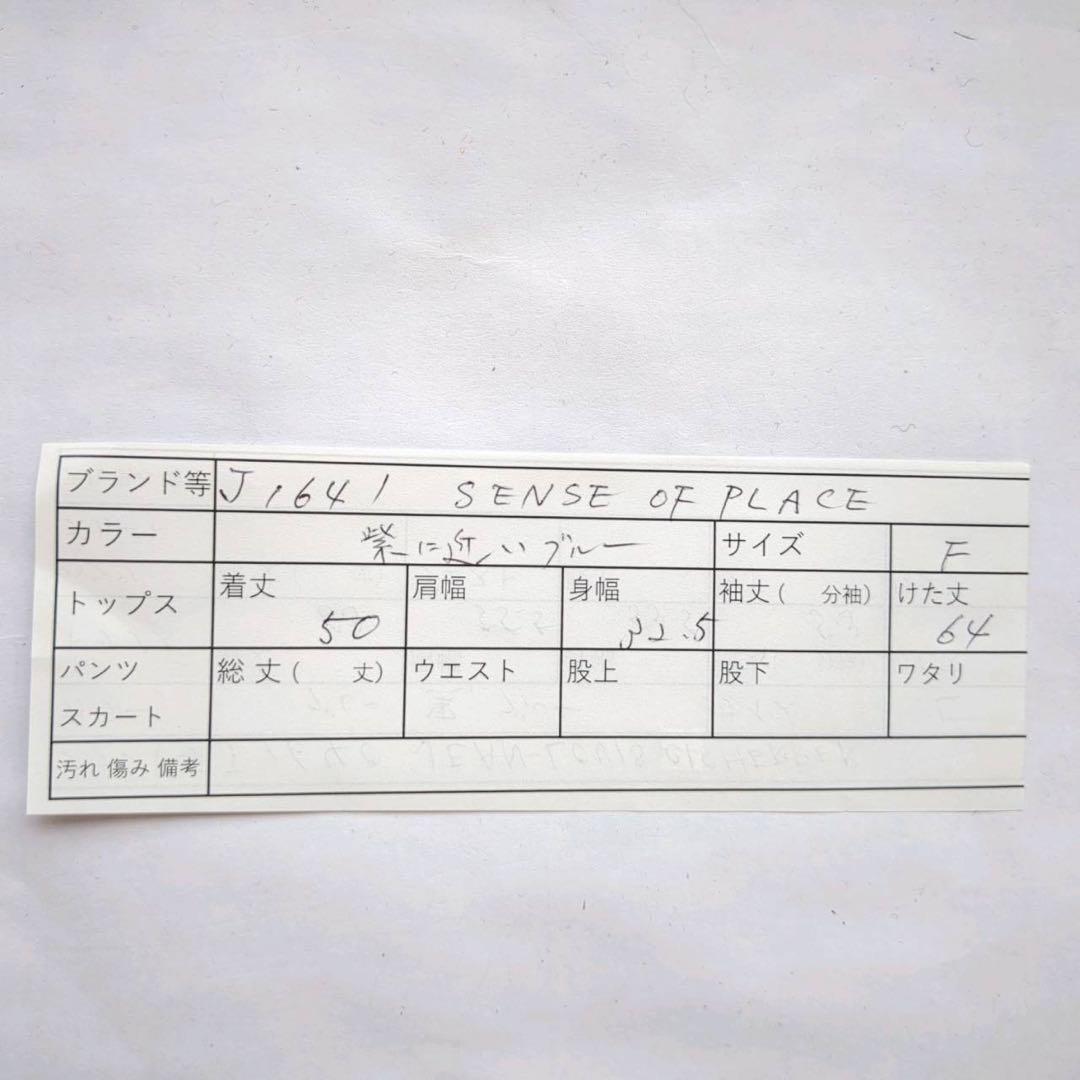 ブランド等 J1641 SENSE OF PLACE
カラー 紫に近いブルー サイズ F
トップス 着丈 肩幅 身幅 袖丈( 分袖) けた丈
50 32.5 64
パンツ 総丈( 丈) ウエスト 股上 股下 ワタリ
スカート
汚れ 傷み 備考